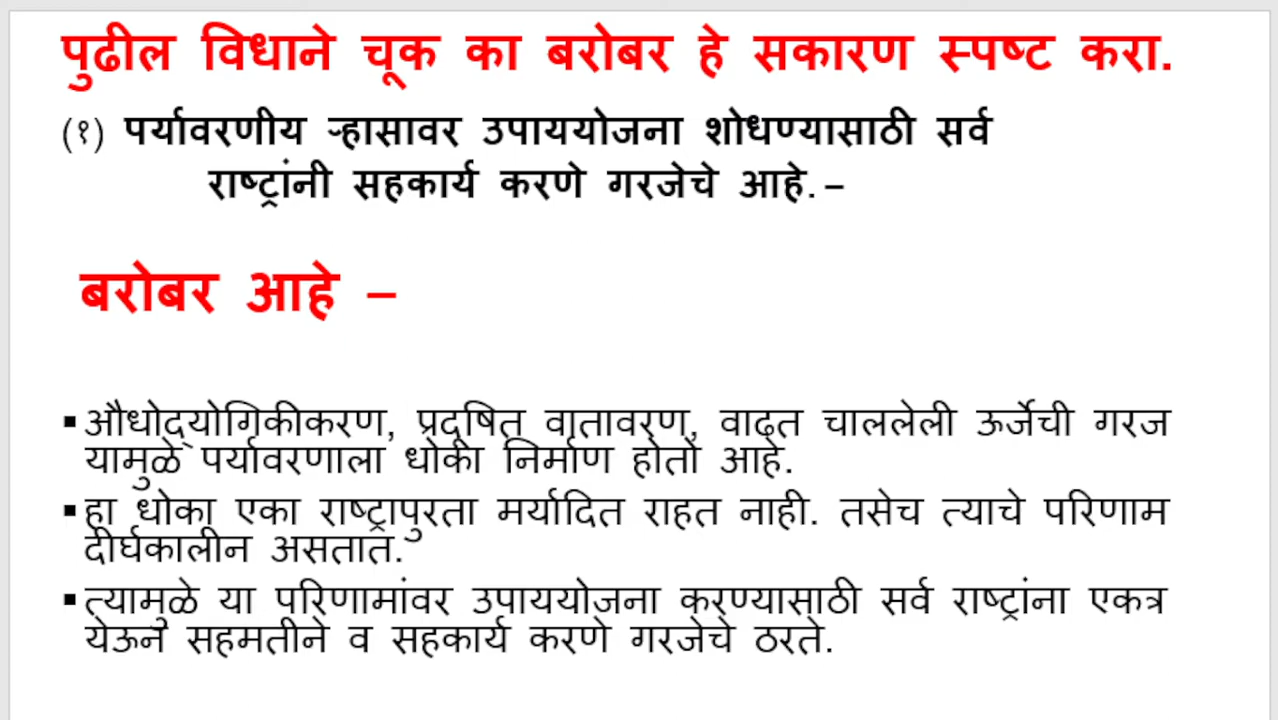 पुढील विधाने चूक का बरोबर हे सकारण स्पष्ट करा.
(१) पर्यावरणीय ऱ्हासावर उपाययोजना शोधण्यासाठी सर्व
राष्ट्रांनी सहकार्य करणे गरजेचे आहे. –
बरोबर आहे –
▪ औधोद्योगिकीकरण, प्रदूषित वातावरण, वाढत चाललेली ऊर्जेची गरज
यामुळे पर्यावरणाला धोका निर्माण होतो आहे.
▪ हा धोका एका राष्ट्रापुरता मर्यादित राहत नाही. तसेच त्याचे परिणाम
दीर्घकालीन असतात.
▪ त्यामुळे या परिणामांवर उपाययोजना करण्यासाठी सर्व राष्ट्रांना एकत्र
येऊन सहमतीने व सहकार्य करणे गरजेचे ठरते.